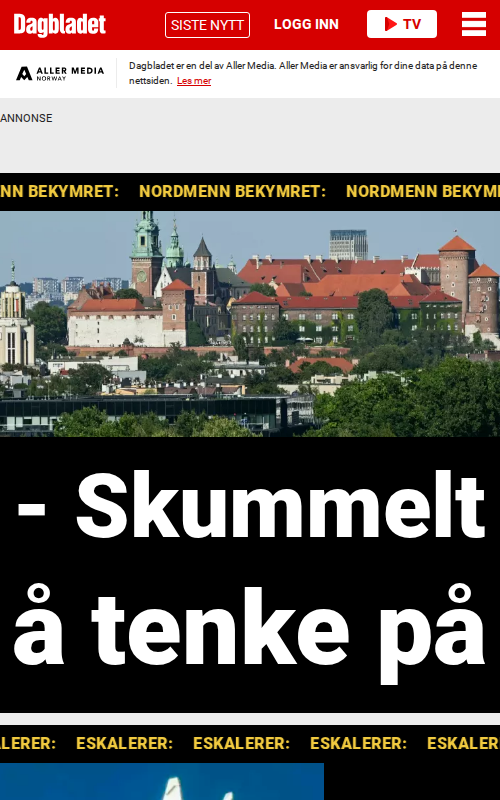 Dagbladet
SISTE NYTT
LOGG INN
TV
ALLER MEDIA
NORWAY
Dagbladet er en del av Aller Media. Aller Media er ansvarlig for dine data på denne
nettsiden. Les mer
ANNONSE
NN BEKYMRET: NORDMENN BEKYMRET: NORDMENN BEKYM
- Skummelt
å tenke på
LERER: ESKALERER: ESKALERER: ESKALERER: ESKALER